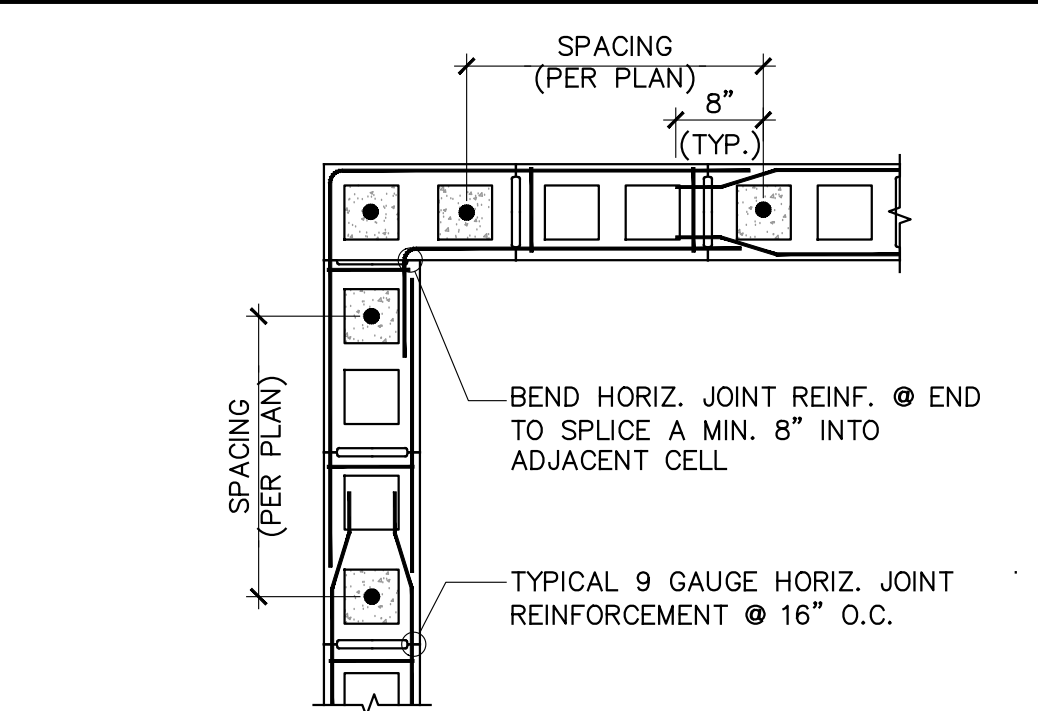 SPACING
(PER PLAN)
8”
(TYP.)
BEND HORIZ. JOINT REINF. @ END
TO SPLICE A MIN. 8” INTO
ADJACENT CELL
SPACING
(PER PLAN)
TYPICAL 9 GAUGE HORIZ. JOINT
REINFORCEMENT @ 16” O.C.